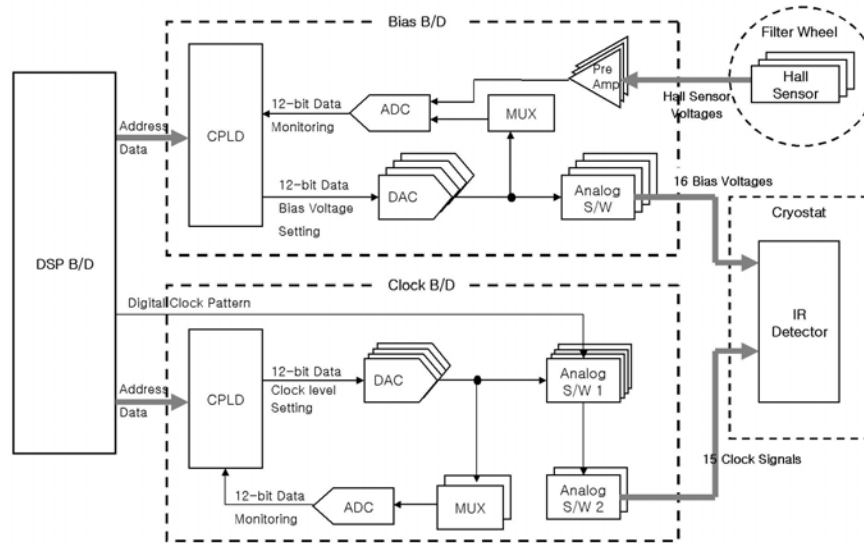 Bias B/D
Filter Wheel
Hall
Sensor
Pre
Amp
Hall Sensor
Voltages
12-bit Data
Monitoring
ADC
MUX
Address
Data
CPLD
12-bit Data
Bias Voltage
Setting
DAC
Analog
S/W
16 Bias Voltages
Cryostat
DSP B/D
IR
Detector
Clock B/D
Digital Clock Pattern
12-bit Data
Clock level
Setting
DAC
Analog
S/W 1
Address
Data
CPLD
15 Clock Signals
12-bit Data
Monitoring
ADC
MUX
Analog
S/W 2